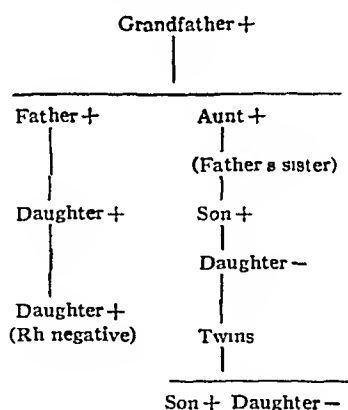 Grandfather +
Father + Aunt +
(Father s sister)
Daughter + Son +
Daughter −
Daughter +
(Rh negative) Twins
Son + Daughter −